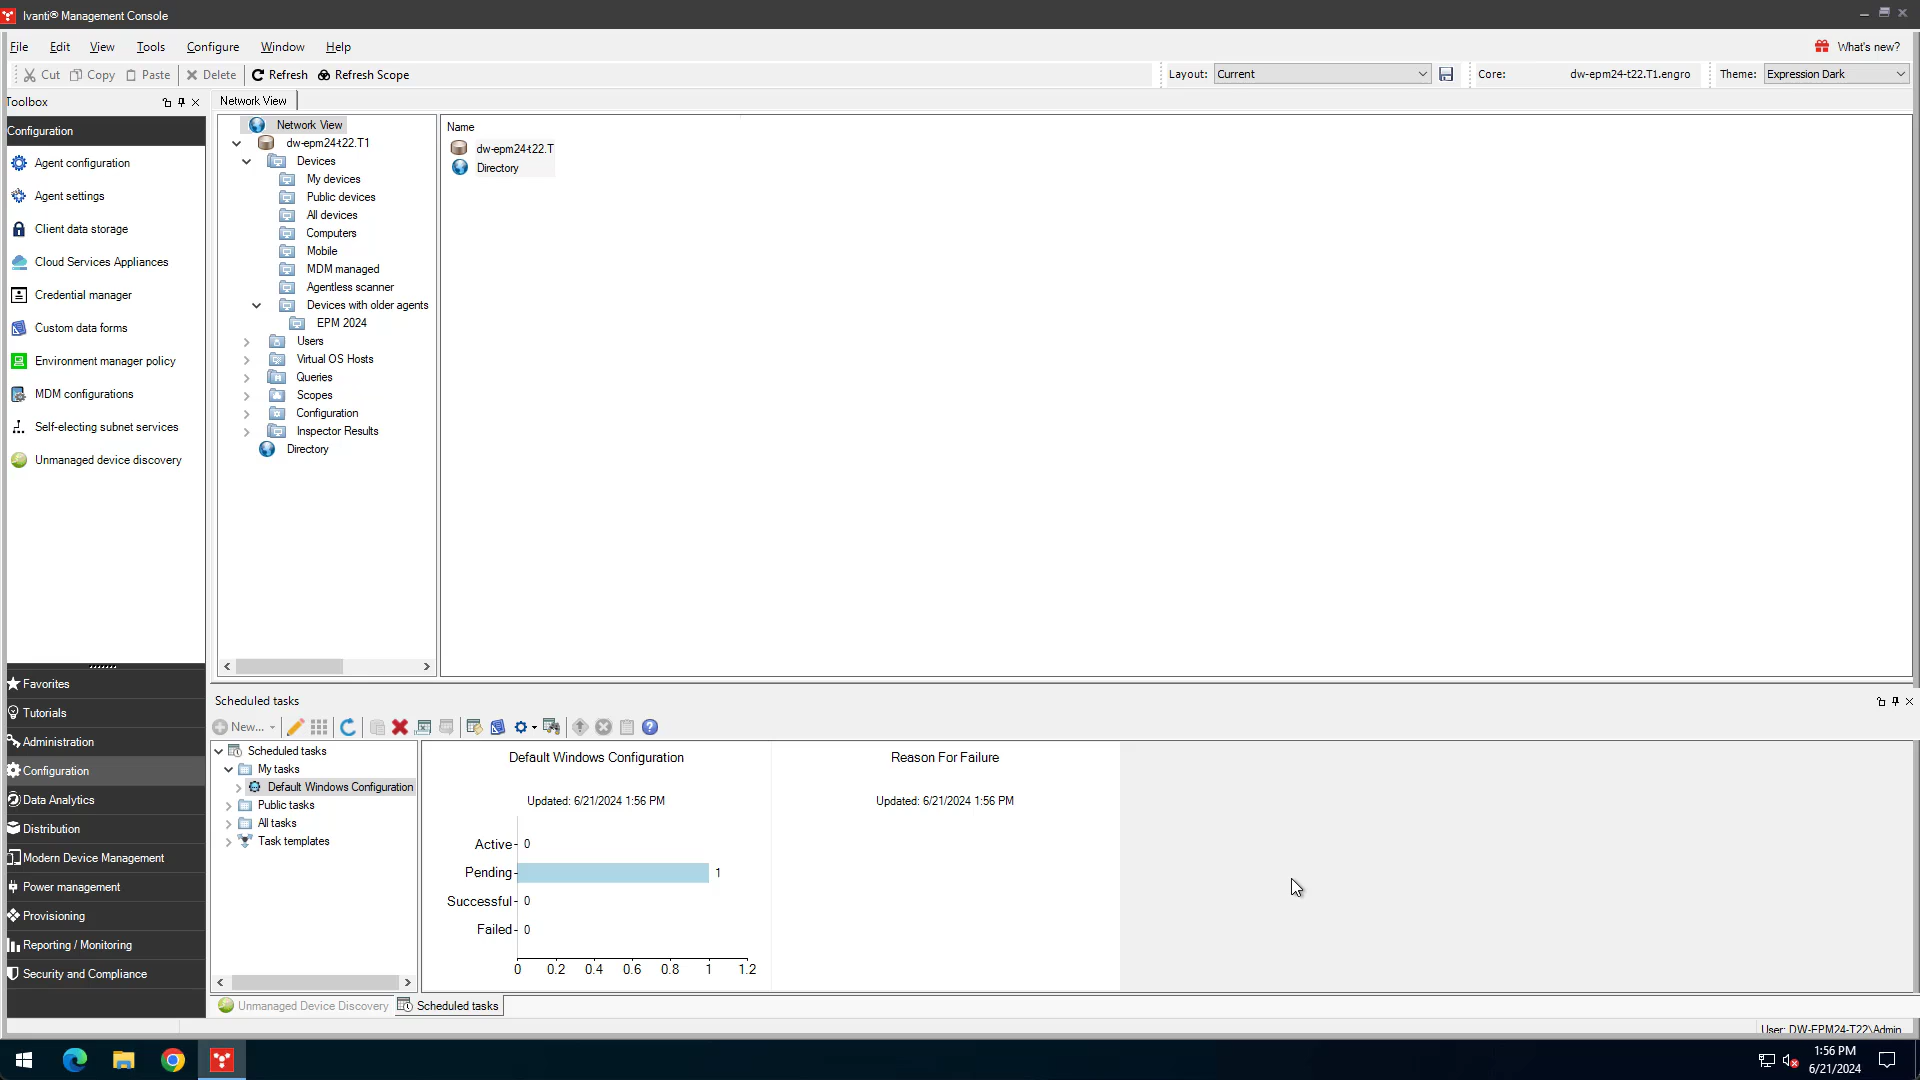 Ivanti® Management Console
File Edit View Tools Configure Window Help What's new?
Cut Copy Paste Delete Refresh Refresh Scope Layout: Current Core: dw-epm24-t22.T1.engro Theme: Expression Dark
Toolbox
Network View
Configuration
Agent configuration
Agent settings
Client data storage
Cloud Services Appliances
Credential manager
Custom data forms
Environment manager policy
MDM configurations
Self-electing subnet services
Unmanaged device discovery
Favorites
Tutorials
Administration
Configuration
Data Analytics
Distribution
Modern Device Management
Power management
Provisioning
Reporting / Monitoring
Security and Compliance
Network View
dw-epm24-t22.T1
Devices
My devices
Public devices
All devices
Computers
Mobile
MDM managed
Agentless scanner
Devices with older agents
EPM 2024
Users
Virtual OS Hosts
Queries
Scopes
Configuration
Inspector Results
Directory
Name
dw-epm24-t22.T
Directory
Scheduled tasks
New...
Scheduled tasks
My tasks
Default Windows Configuration
Public tasks
All tasks
Task templates
Default Windows Configuration
Updated: 6/21/2024 1:56 PM
Active 0
Pending 1
Successful 0
Failed 0
0 0.2 0.4 0.6 0.8 1 1.2
Reason For Failure
Updated: 6/21/2024 1:56 PM
Unmanaged Device Discovery Scheduled tasks
User: DW-EPM24-T22\Admin
1:56 PM
6/21/2024